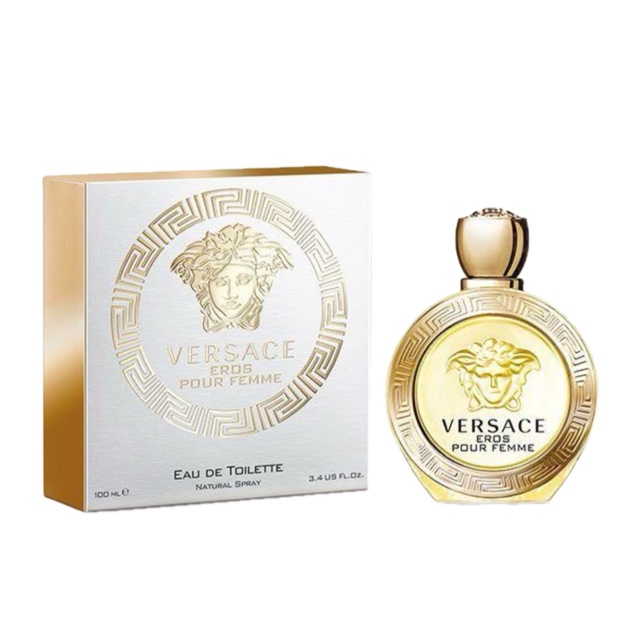 VERSACE
EROS
POUR FEMME
EAU DE TOILETTE
NATURAL SPRAY
100 ML ℮
3.4 US FL.OZ.
VERSACE
EROS
POUR FEMME